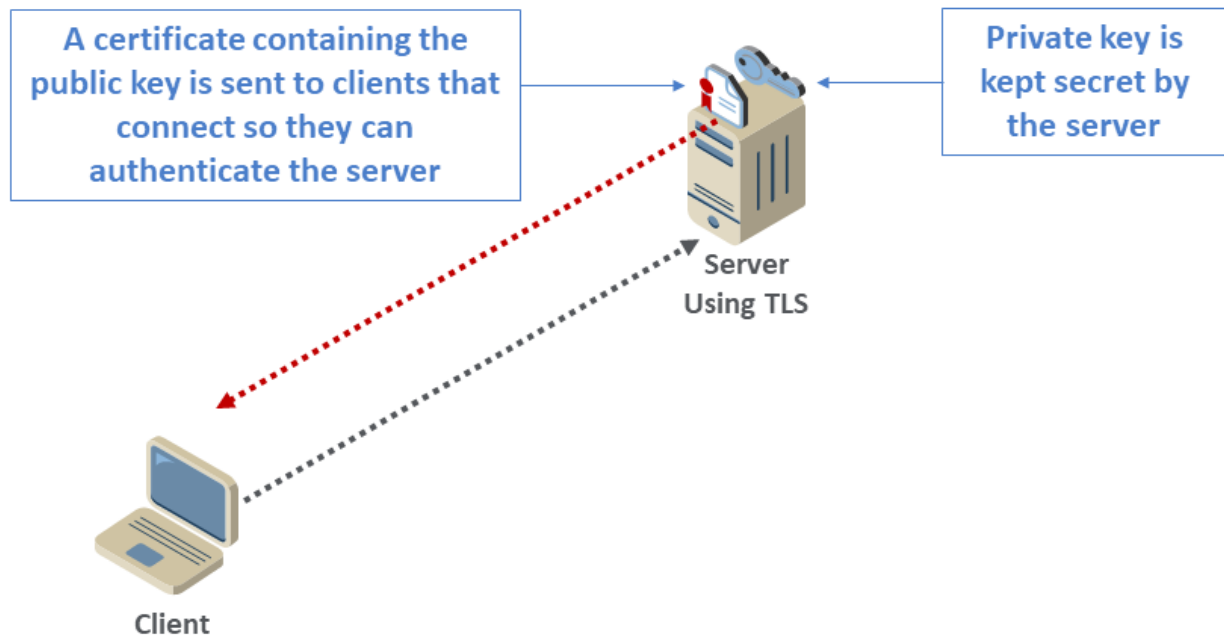 A certificate containing the
public key is sent to clients that
connect so they can
authenticate the server
Private key is
kept secret by
the server
Server
Using TLS
Client